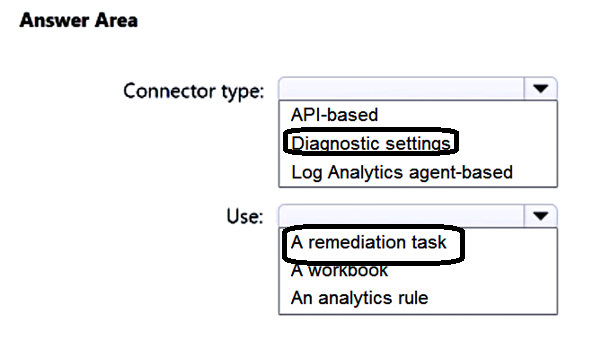 Answer Area
Connector type:
API-based
Diagnostic settings
Log Analytics agent-based
Use:
A remediation task
A workbook
An analytics rule